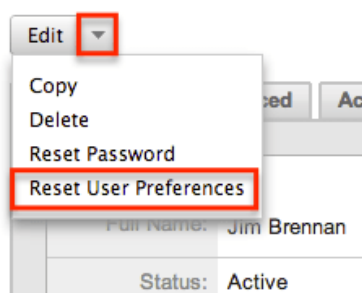 Edit
Copy
Delete
Reset Password
Reset User Preferences
Full Name: Jim Brennan
Status: Active